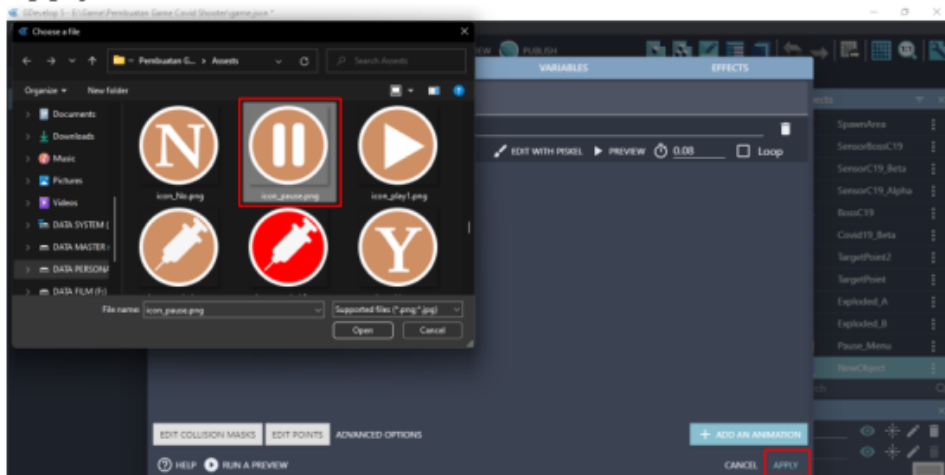 GDevelop 5 - E:\Game\Pembuatan Game Covid Shooter\game.json *
Choose a file
Pembuatan G... > Assests
Search Assests
PUBLISH
VARIABLES EFFECTS
Organize New folder
Documents
Downloads
Music
Pictures
Videos
DATA SYSTEM (
DATA MASTER
DATA PERSON
DATA FILM (F:)
N
icon_No.png icon_pause.png icon_play1.png
Y
File name: icon_pause.png Supported files (*.png;*.jpg)
Open Cancel
EDIT WITH PISKEL PREVIEW 0.08 Loop
SpawnArea
SensorBossC19
SensorC19_Beta
SensorC19_Alpha
BossC19
Covid19_Beta
TargetPoint2
TargetPoint
Exploded_A
Exploded_B
Pause_Menu
NewObject
EDIT COLLISION MASKS EDIT POINTS ADVANCED OPTIONS + ADD AN ANIMATION
HELP RUN A PREVIEW CANCEL APPLY